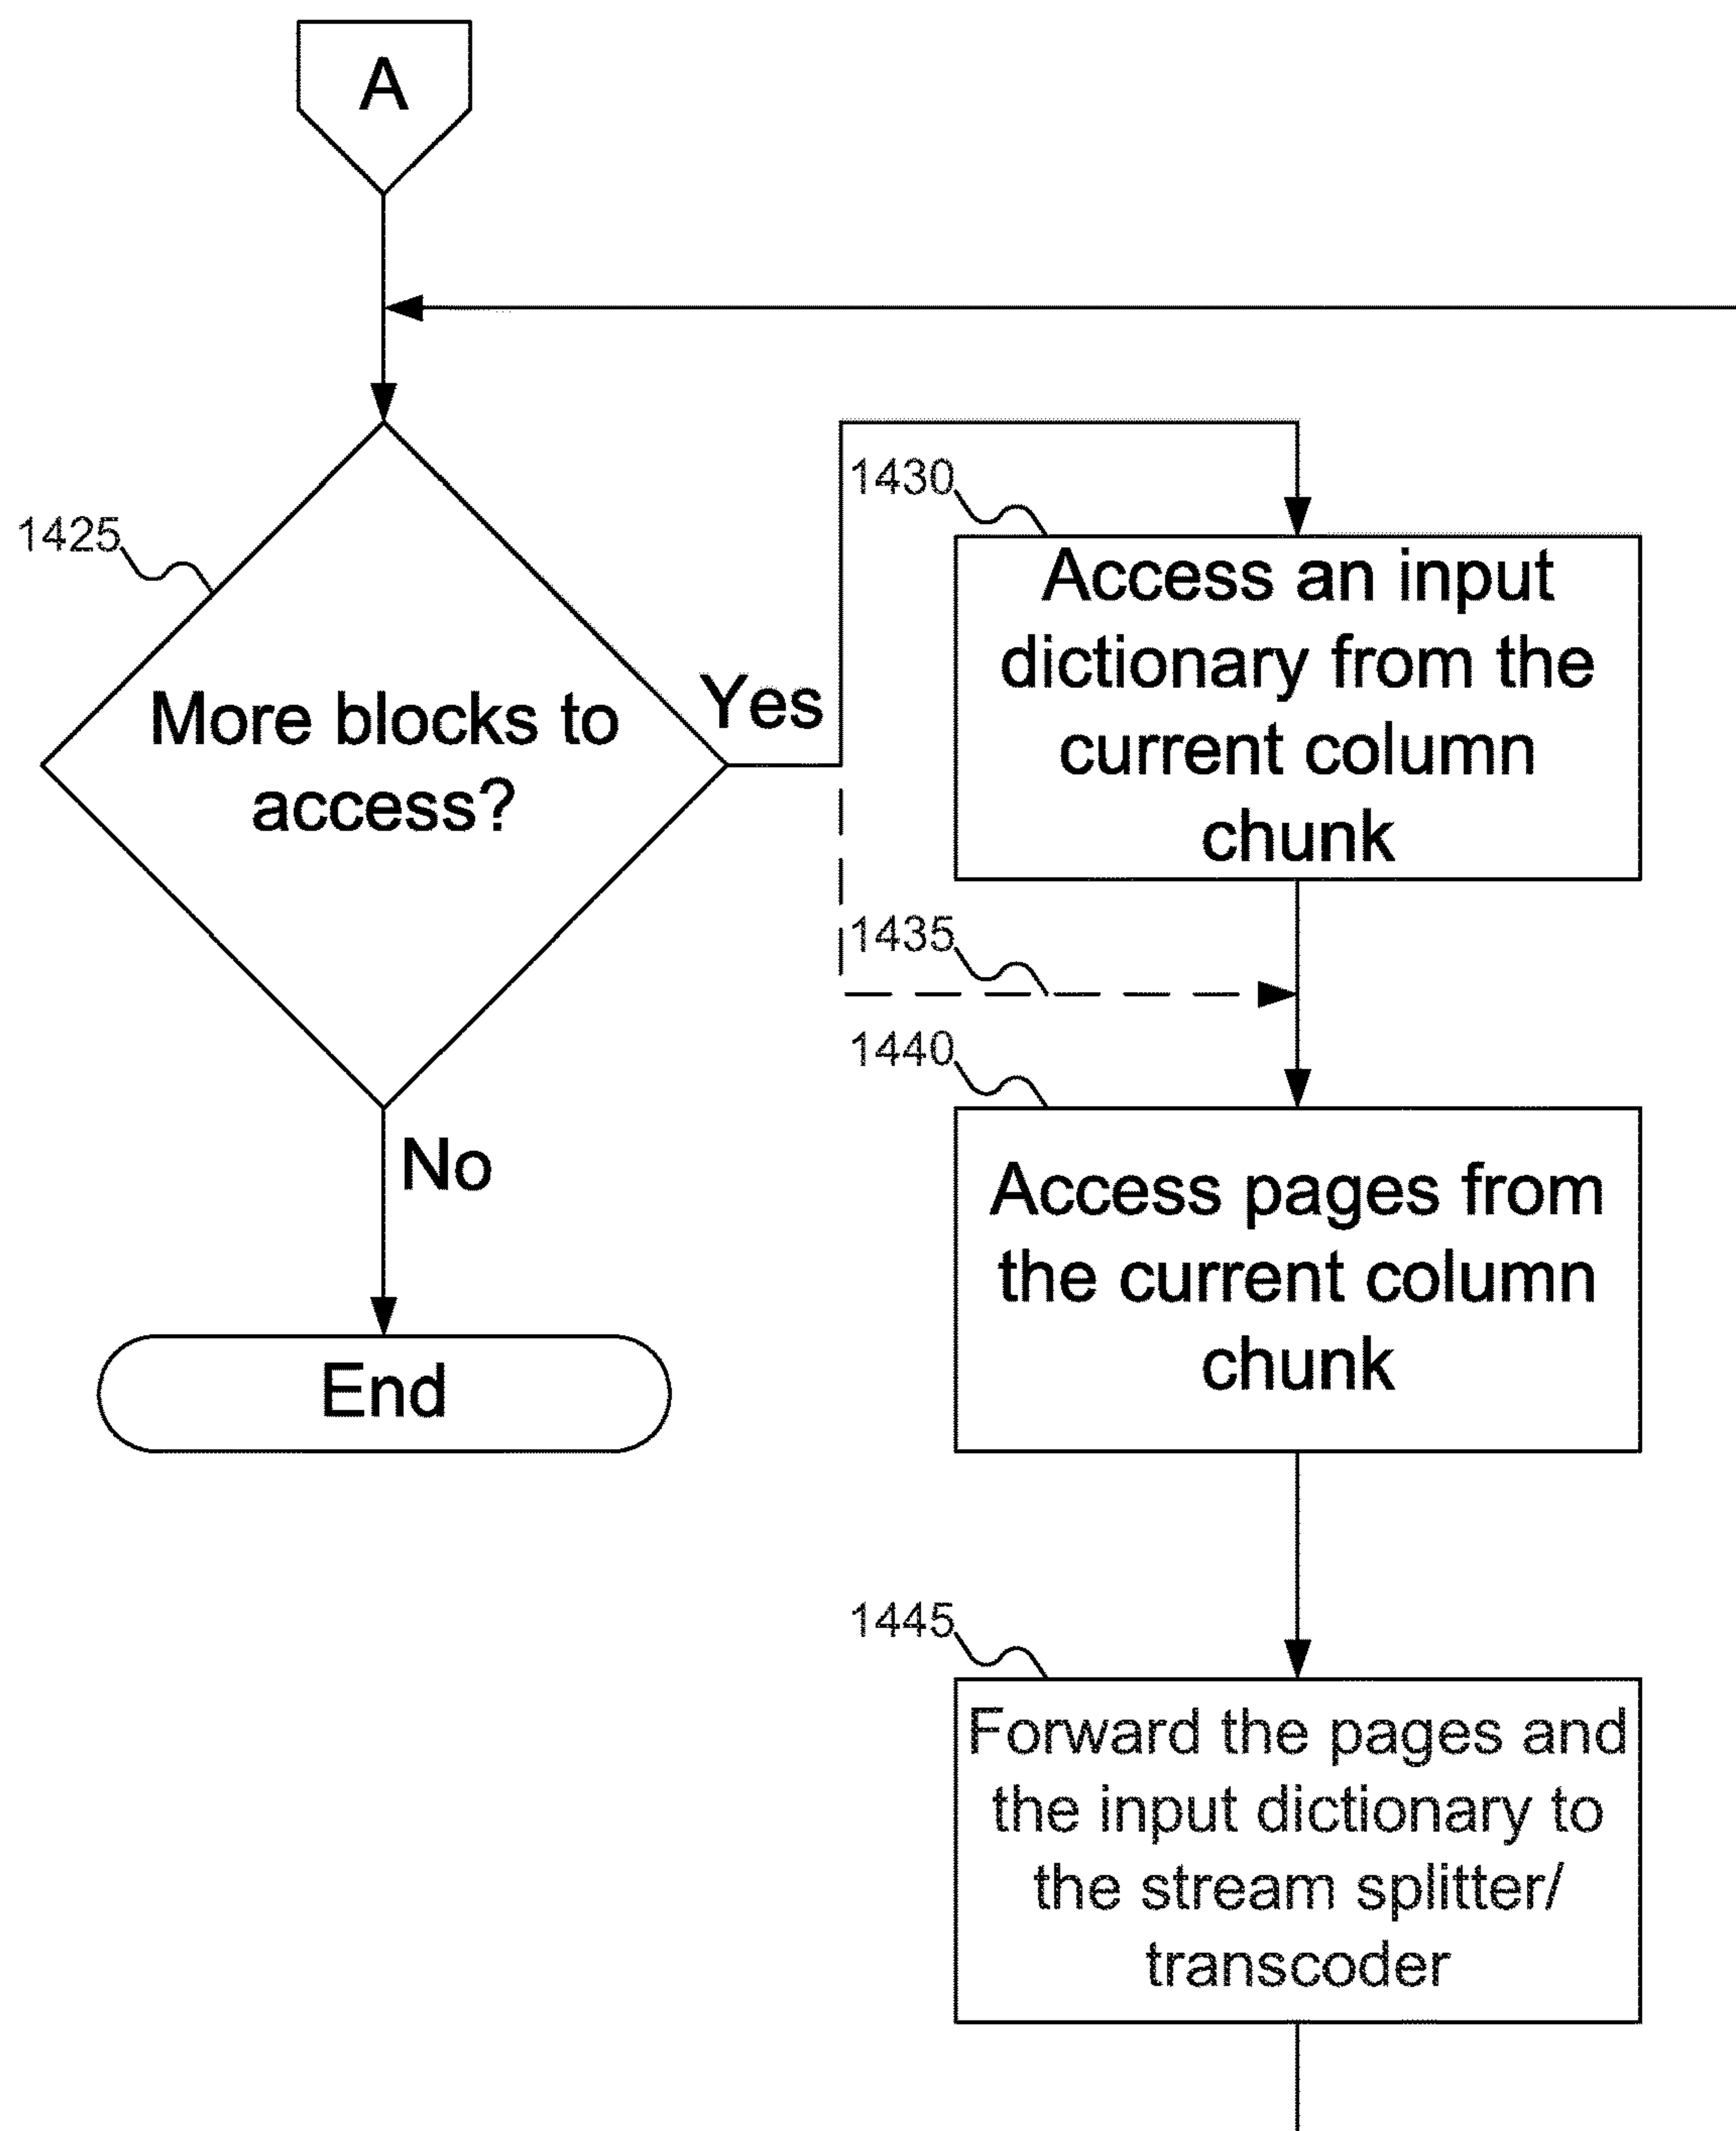 A
1425
More blocks to
access?
Yes
No
End
1430
Access an input
dictionary from the
current column
chunk
1435
1440
Access pages from
the current column
chunk
1445
Forward the pages and
the input dictionary to
the stream splitter/
transcoder